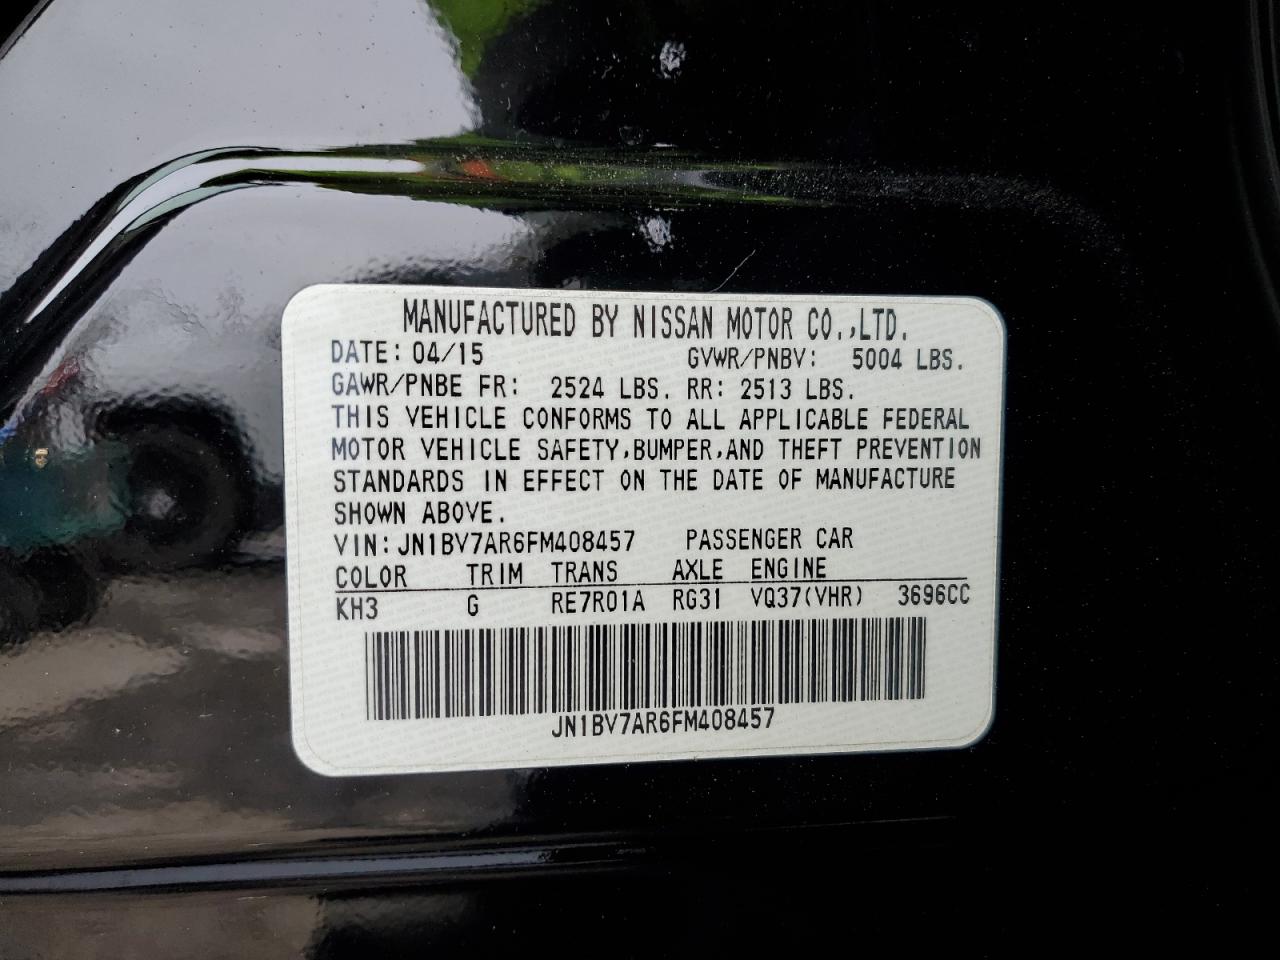 MANUFACTURED BY NISSAN MOTOR CO.,LTD.
DATE: 04/15 GVWR/PNBV: 5004 LBS.
GAWR/PNBE FR: 2524 LBS. RR: 2513 LBS.
THIS VEHICLE CONFORMS TO ALL APPLICABLE FEDERAL
MOTOR VEHICLE SAFETY,BUMPER,AND THEFT PREVENTION
STANDARDS IN EFFECT ON THE DATE OF MANUFACTURE
SHOWN ABOVE.
VIN: JN1BV7AR6FM408457 PASSENGER CAR
COLOR TRIM TRANS AXLE ENGINE
KH3 G RE7R01A RG31 VQ37(VHR) 3696CC
JN1BV7AR6FM408457